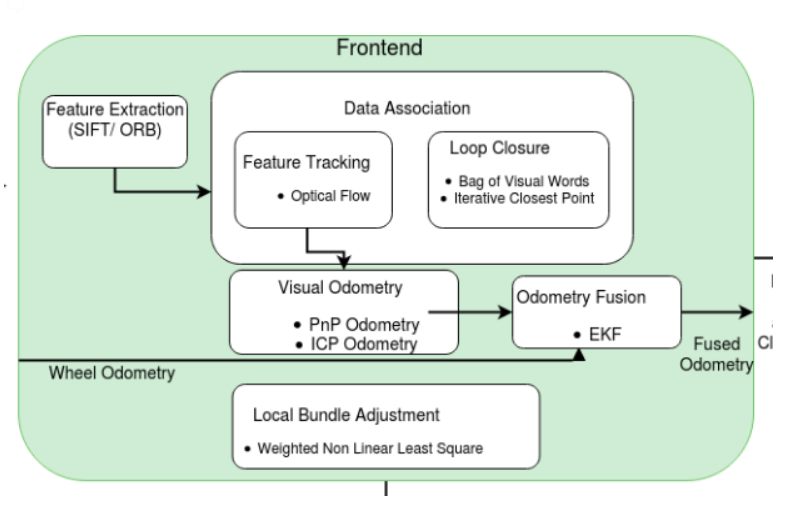 Frontend
Feature Extraction
(SIFT/ ORB)
Data Association
Feature Tracking
• Optical Flow
Loop Closure
• Bag of Visual Words
• Iterative Closest Point
Visual Odometry
• PnP Odometry
• ICP Odometry
Odometry Fusion
• EKF
Fused
Odometry
Wheel Odometry
Local Bundle Adjustment
• Weighted Non Linear Least Square